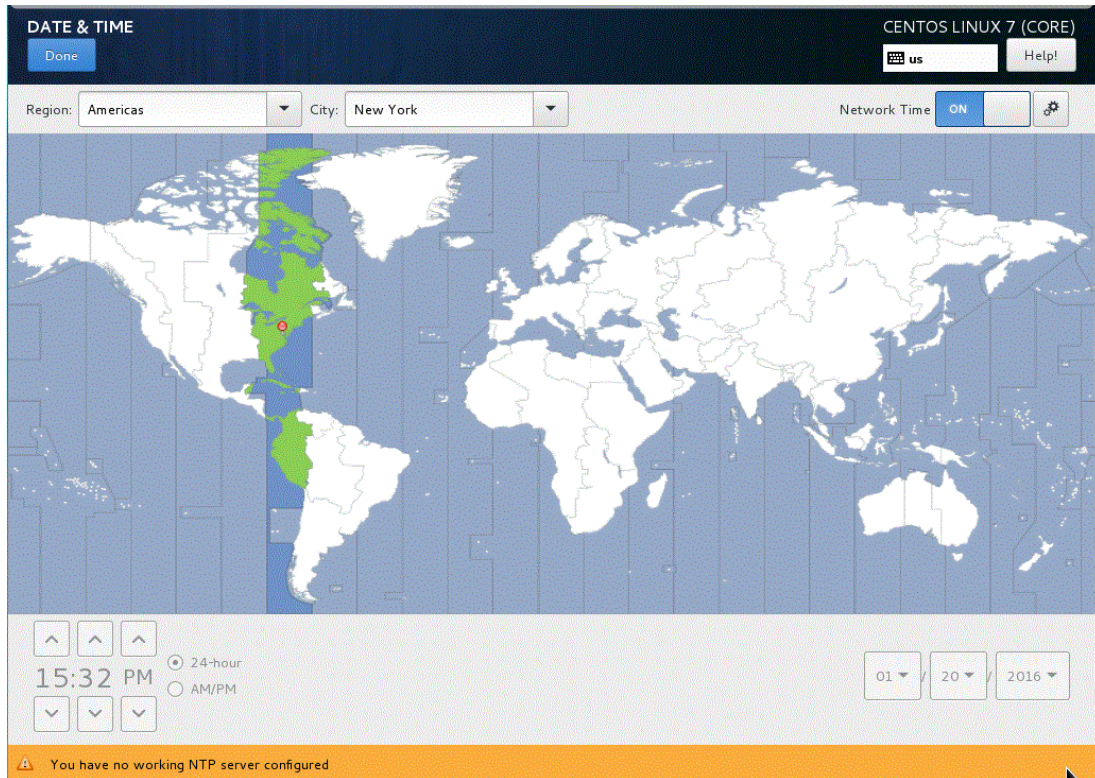 DATE & TIME
CENTOS LINUX 7 (CORE)
Done
us
Help!
Region: Americas City: New York Network Time ON
15:32 PM
24-hour
AM/PM
01 / 20 / 2016
You have no working NTP server configured